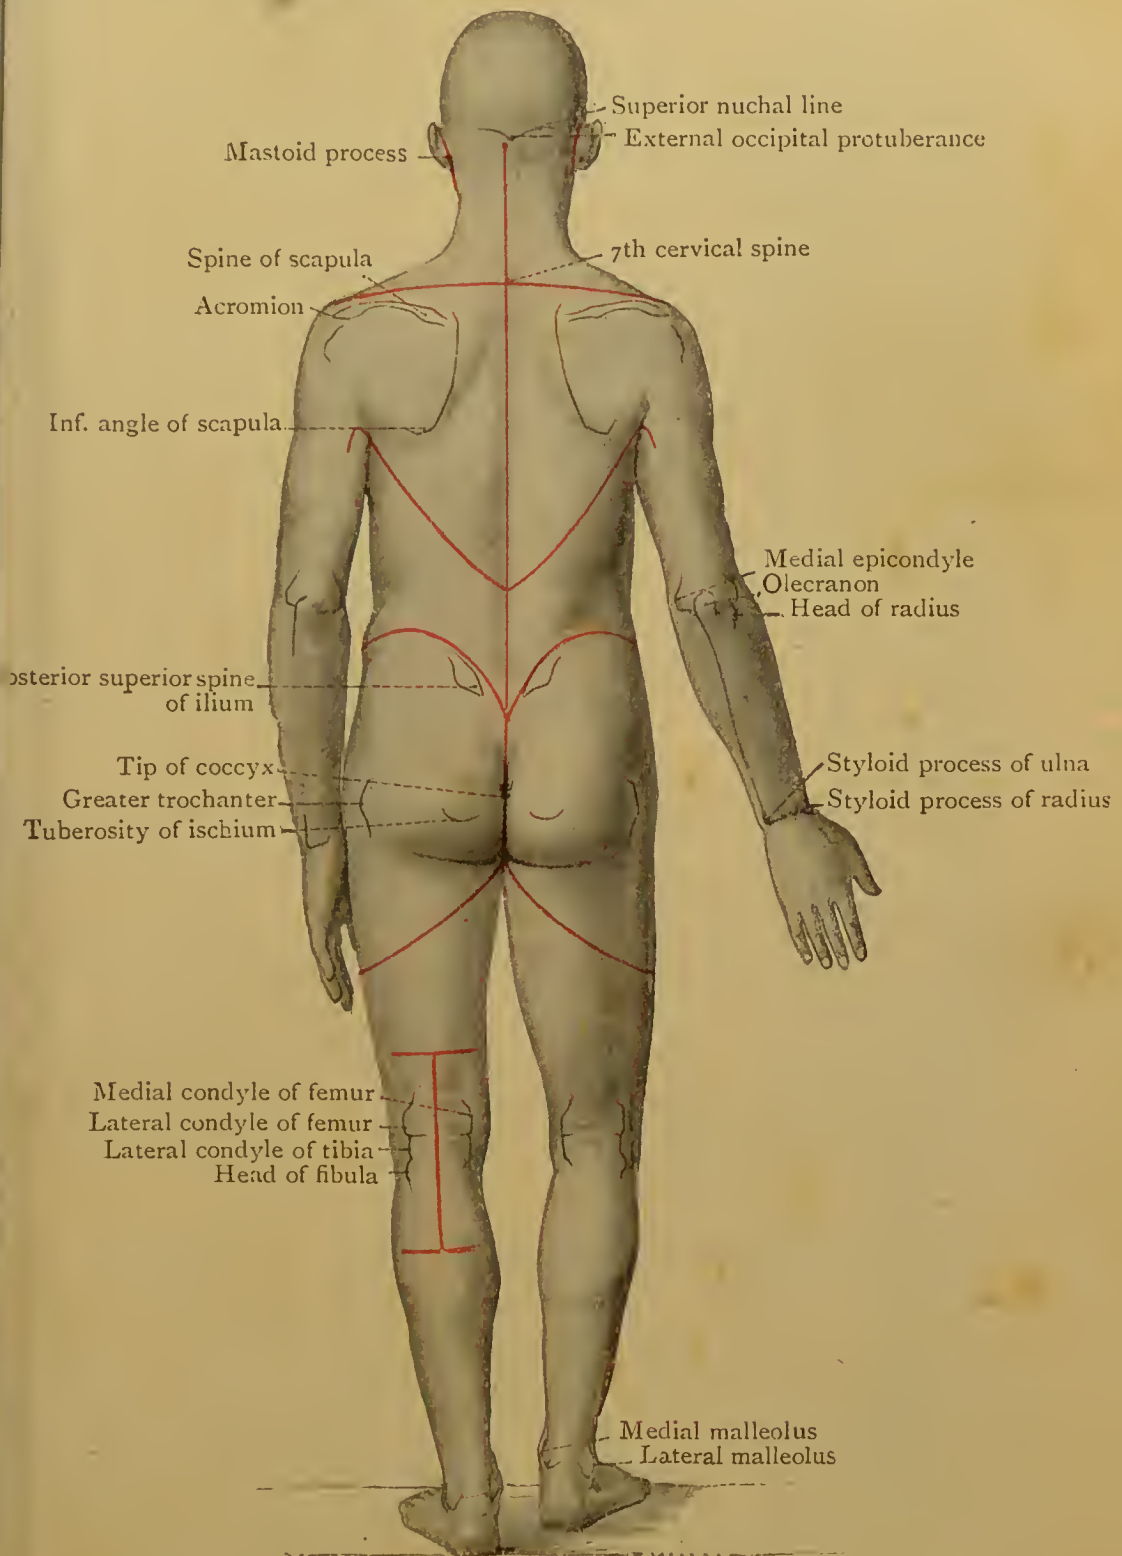 Superior nuchal line
External occipital protuberance
Mastoid process
7th cervical spine
Spine of scapula
Acromion
Inf. angle of scapula
Medial epicondyle
Olecranon
Head of radius
osterior superior spine
of ilium
Tip of coccyx
Greater trochanter
Tuberosity of ischium
Styloid process of ulna
Styloid process of radius
Medial condyle of femur
Lateral condyle of femur
Lateral condyle of tibia
Head of fibula
Medial malleolus
Lateral malleolus